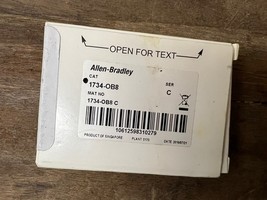 OPEN FOR TEXT
Allen-Bradley
CAT SER
1734-OB8 C
MAT NO
1734-OB8 C
10612598310279
PRODUCT OF SINGAPORE